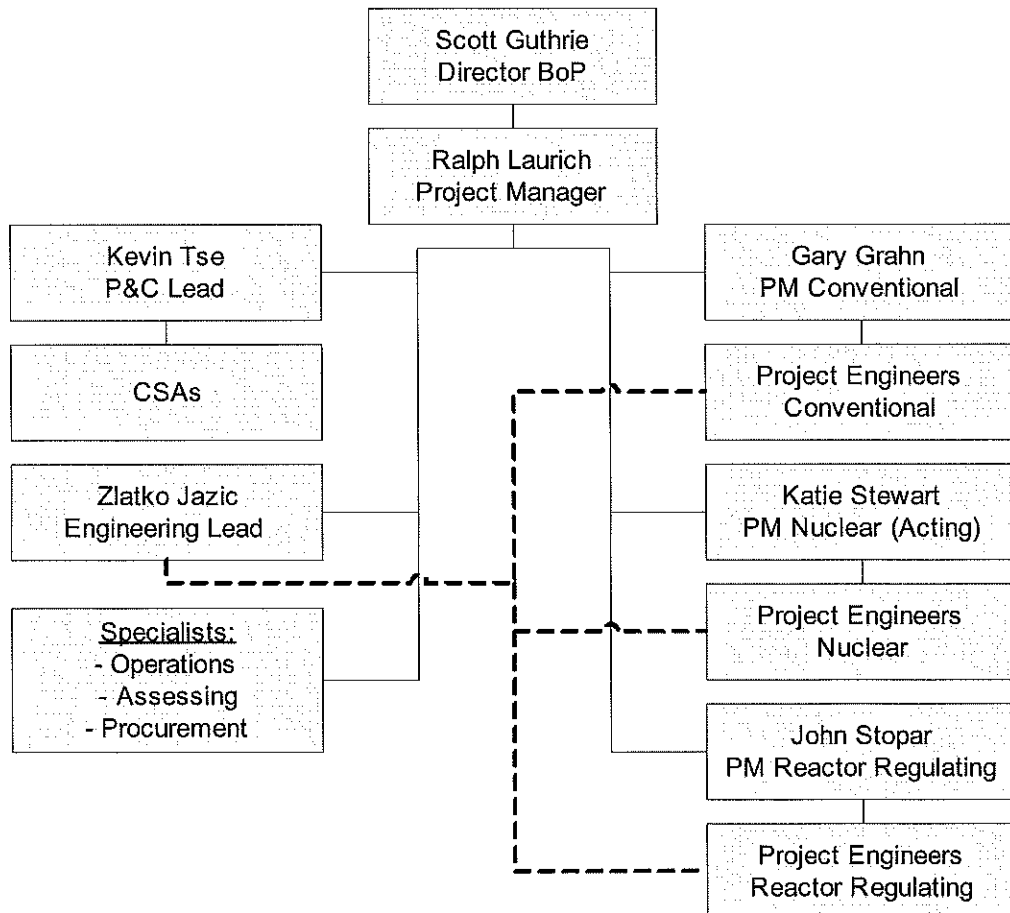 Scott Guthrie
Director BoP
Ralph Laurich
Project Manager
Kevin Tse
P&C Lead
CSAs
Zlatko Jazic
Engineering Lead
Specialists:
- Operations
- Assessing
- Procurement
Gary Grahn
PM Conventional
Project Engineers
Conventional
Katie Stewart
PM Nuclear (Acting)
Project Engineers
Nuclear
John Stopar
PM Reactor Regulating
Project Engineers
Reactor Regulating